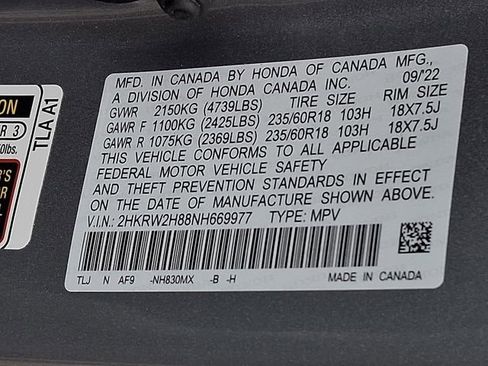 MFD. IN CANADA BY HONDA OF CANADA MFG.,
A DIVISION OF HONDA CANADA INC. 09/22
GVWR 2150KG (4739LBS) TIRE SIZE RIM SIZE
GAWR F 1100KG (2425LBS) 235/60R18 103H 18X7.5J
GAWR R 1075KG (2369LBS) 235/60R18 103H 18X7.5J
THIS VEHICLE CONFORMS TO ALL APPLICABLE
FEDERAL MOTOR VEHICLE SAFETY
AND THEFT PREVENTION STANDARDS IN EFFECT
ON THE DATE OF MANUFACTURE SHOWN ABOVE.
V.I.N.: 2HKRW2H88NH669977 TYPE: MPV
TLJ N AF9 -NH830MX -B -H MADE IN CANADA
TLA A1